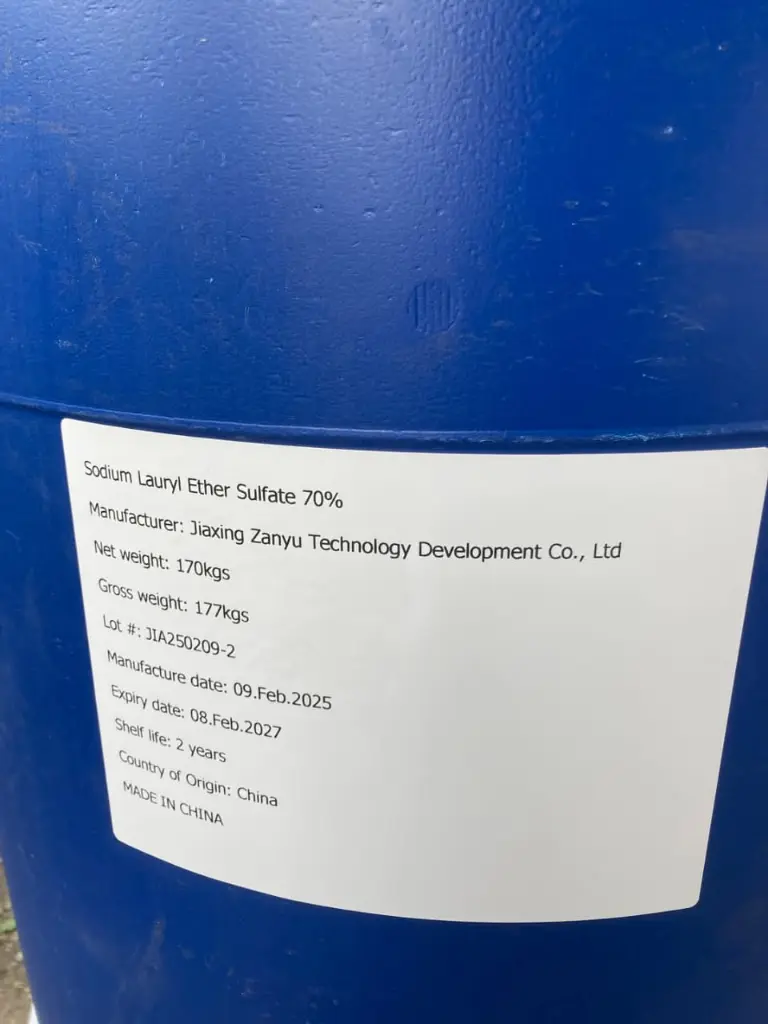 Sodium Lauryl Ether Sulfate 70%
Manufacturer: Jiaxing Zanyu Technology Development Co., Ltd
Net weight: 170kgs
Gross weight: 177kgs
Lot #: JIA250209-2
Manufacture date: 09.Feb.2025
Expiry date: 08.Feb.2027
Shelf life: 2 years
Country of Origin: China
MADE IN CHINA